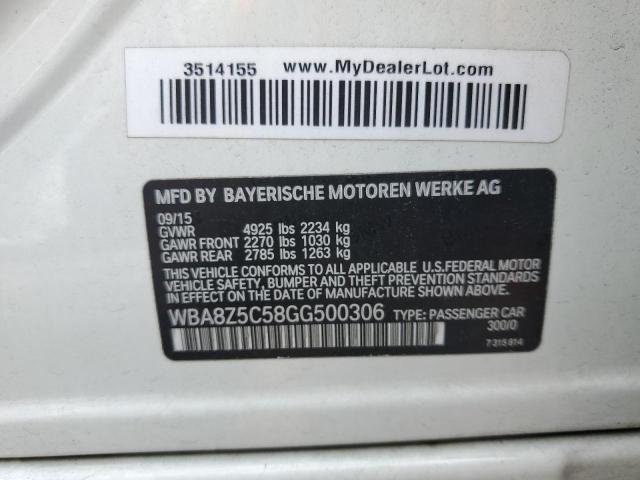 3514155 www.MyDealerLot.com
MFD BY BAYERISCHE MOTOREN WERKE AG
09/15
GVWR 4925 lbs 2234 kg
GAWR FRONT 2270 lbs 1030 kg
GAWR REAR 2785 lbs 1263 kg
THIS VEHICLE CONFORMS TO ALL APPLICABLE U.S.FEDERAL MOTOR
VEHICLE SAFETY, BUMPER AND THEFT PREVENTION STANDARDS
IN EFFECT ON THE DATE OF MANUFACTURE SHOWN ABOVE.
WBA8Z5C58GG500306 TYPE: PASSENGER CAR
300/0
7 315 814